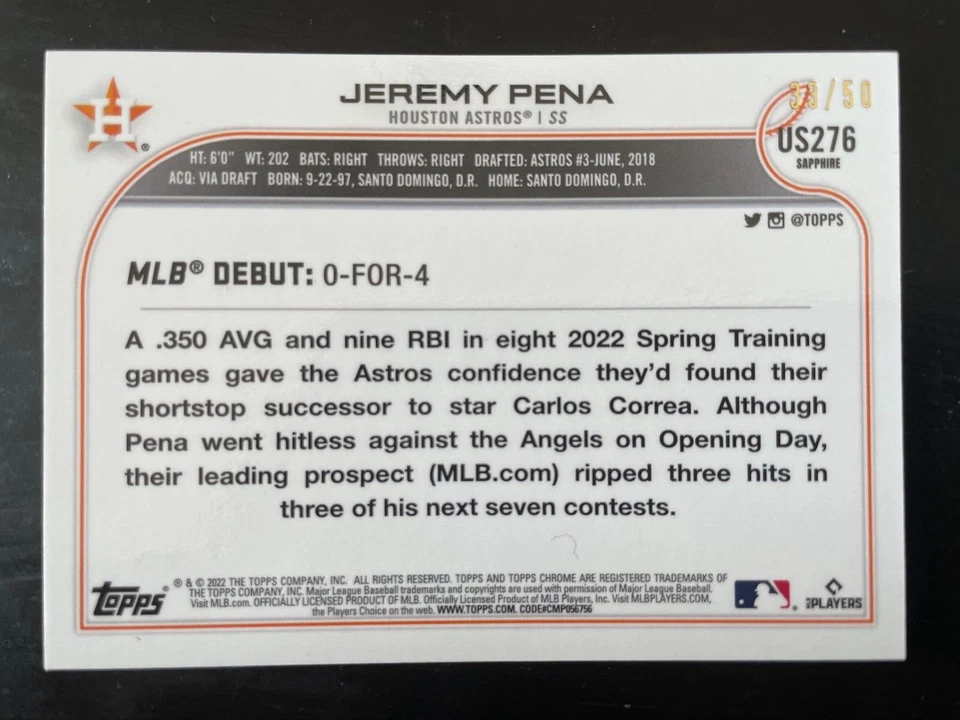 JEREMY PENA
HOUSTON ASTROS® | SS
33/50
US276
SAPPHIRE
H
®
HT: 6'0" WT: 202 BATS: RIGHT THROWS: RIGHT DRAFTED: ASTROS #3-JUNE, 2018
ACQ: VIA DRAFT BORN: 9-22-97, SANTO DOMINGO, D.R. HOME: SANTO DOMINGO, D.R.
@TOPPS
MLB® DEBUT: 0-FOR-4
A .350 AVG and nine RBI in eight 2022 Spring Training
games gave the Astros confidence they'd found their
shortstop successor to star Carlos Correa. Although
Pena went hitless against the Angels on Opening Day,
their leading prospect (MLB.com) ripped three hits in
three of his next seven contests.
Topps
® & © 2022 THE TOPPS COMPANY, INC. ALL RIGHTS RESERVED. TOPPS AND TOPPS CHROME ARE REGISTERED TRADEMARKS OF
THE TOPPS COMPANY, INC. Major League Baseball trademarks and copyrights are used with permission of Major League Baseball.
Visit MLB.com. OFFICIALLY LICENSED PRODUCT OF MLB. Officially Licensed Product of MLB Players, Inc. Visit MLBPLAYERS.COM,
the Players Choice on the web. WWW.TOPPS.COM. CODE#CMP056756
PLAYERS